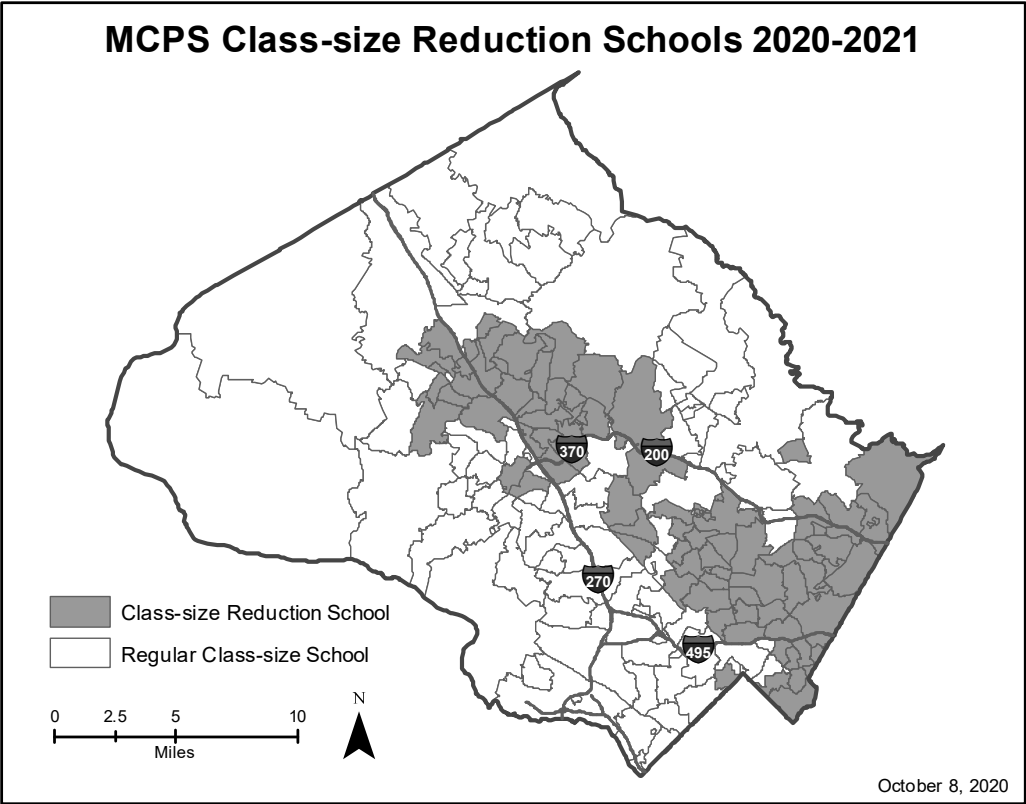 MCPS Class-size Reduction Schools 2020-2021
370
200
270
495
Class-size Reduction School
Regular Class-size School
N
0 2.5 5 10
Miles
October 8, 2020